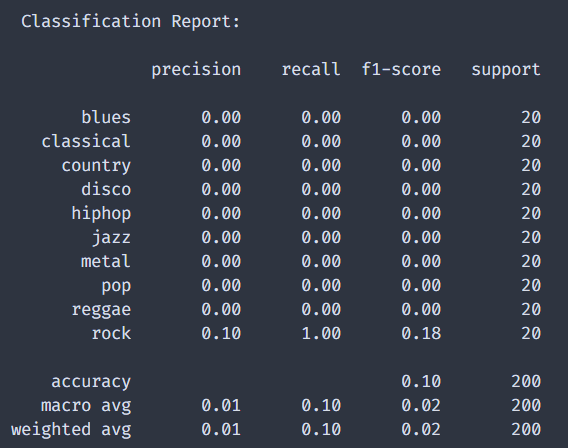 Classification Report:
precision recall f1-score support
blues 0.00 0.00 0.00 20
classical 0.00 0.00 0.00 20
country 0.00 0.00 0.00 20
disco 0.00 0.00 0.00 20
hiphop 0.00 0.00 0.00 20
jazz 0.00 0.00 0.00 20
metal 0.00 0.00 0.00 20
pop 0.00 0.00 0.00 20
reggae 0.00 0.00 0.00 20
rock 0.10 1.00 0.18 20
accuracy 0.10 200
macro avg 0.01 0.10 0.02 200
weighted avg 0.01 0.10 0.02 200